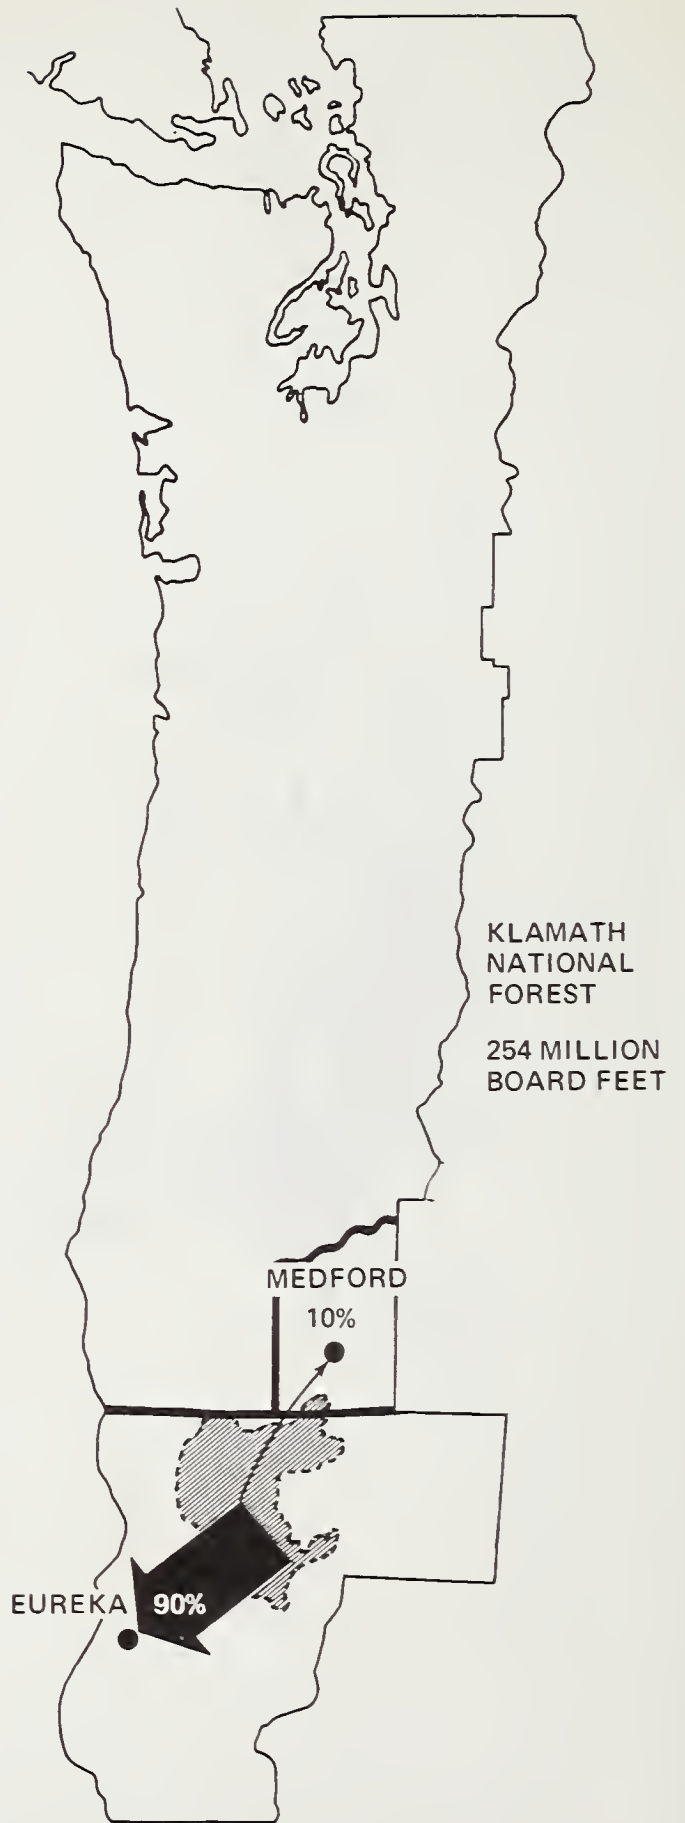 KLAMATH
NATIONAL
FOREST
254 MILLION
BOARD FEET
MEDFORD
10%
EUREKA 90%